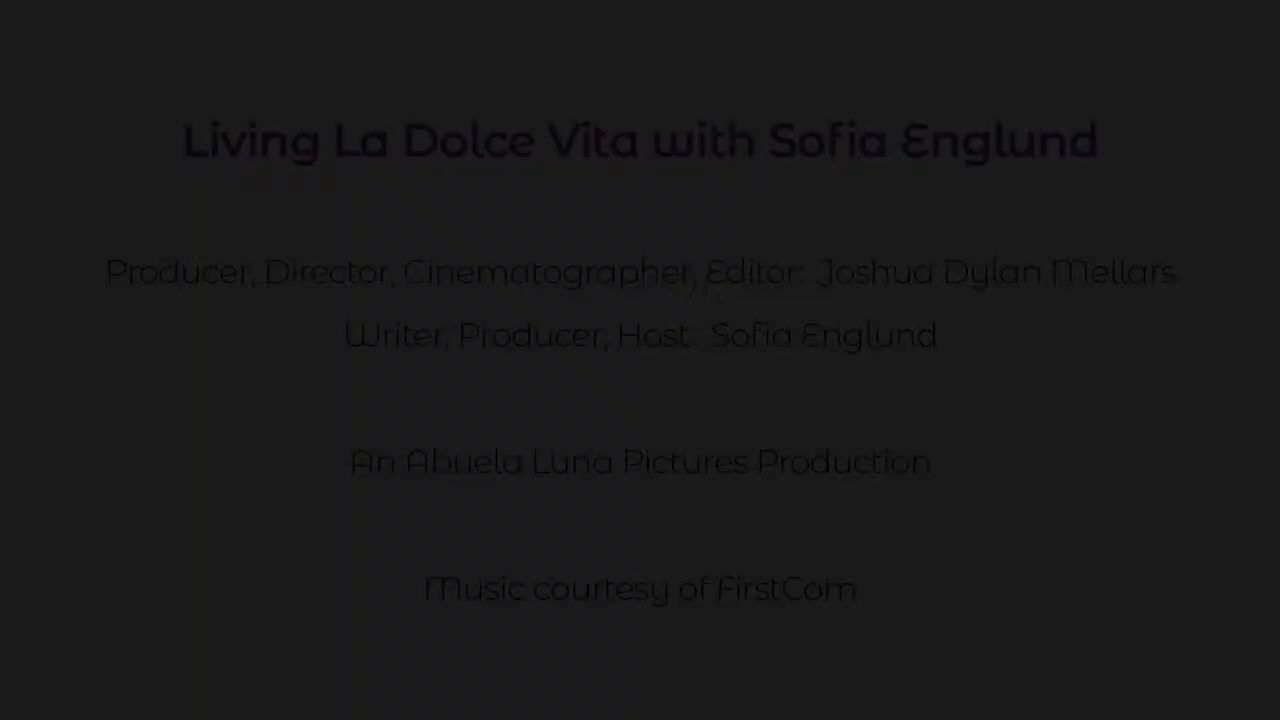 Living La Dolce Vita with Sofia Englund
Producer, Director, Cinematographer, Editor: Joshua Dylan Mellars
Writer, Producer, Host: Sofia Englund
An Abuela Luna Pictures Production
Music courtesy of FirstCom